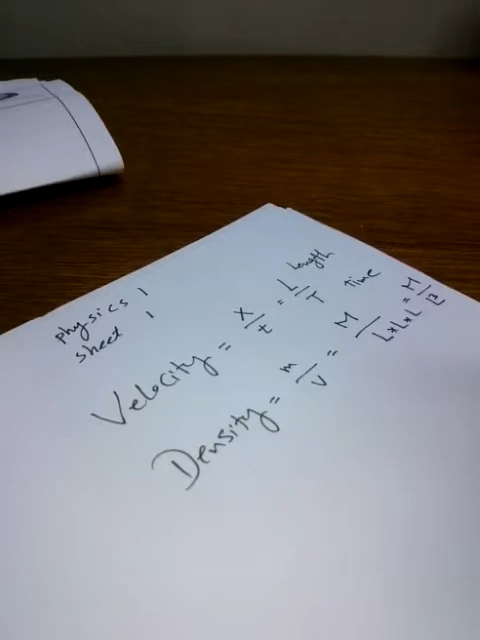 physics 1
sheet 1
Velocity = X/t = L/T Length Time
Density = m/v = M/L*L*L = M/L3